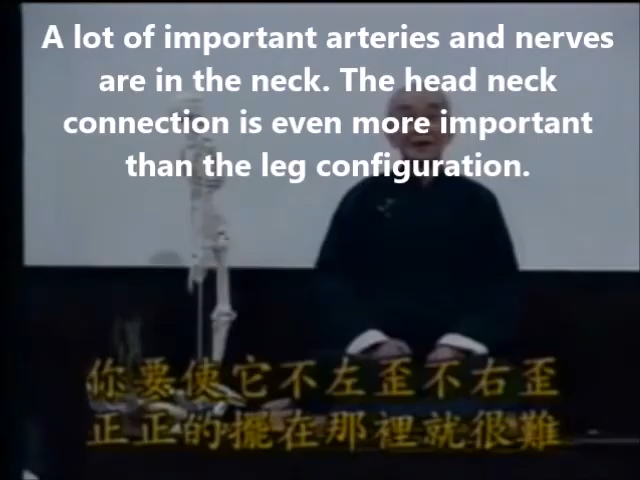 A lot of important arteries and nerves
are in the neck. The head neck
connection is even more important
than the leg configuration.
你要使它不左歪不右歪
正正的擺在那裡就很難